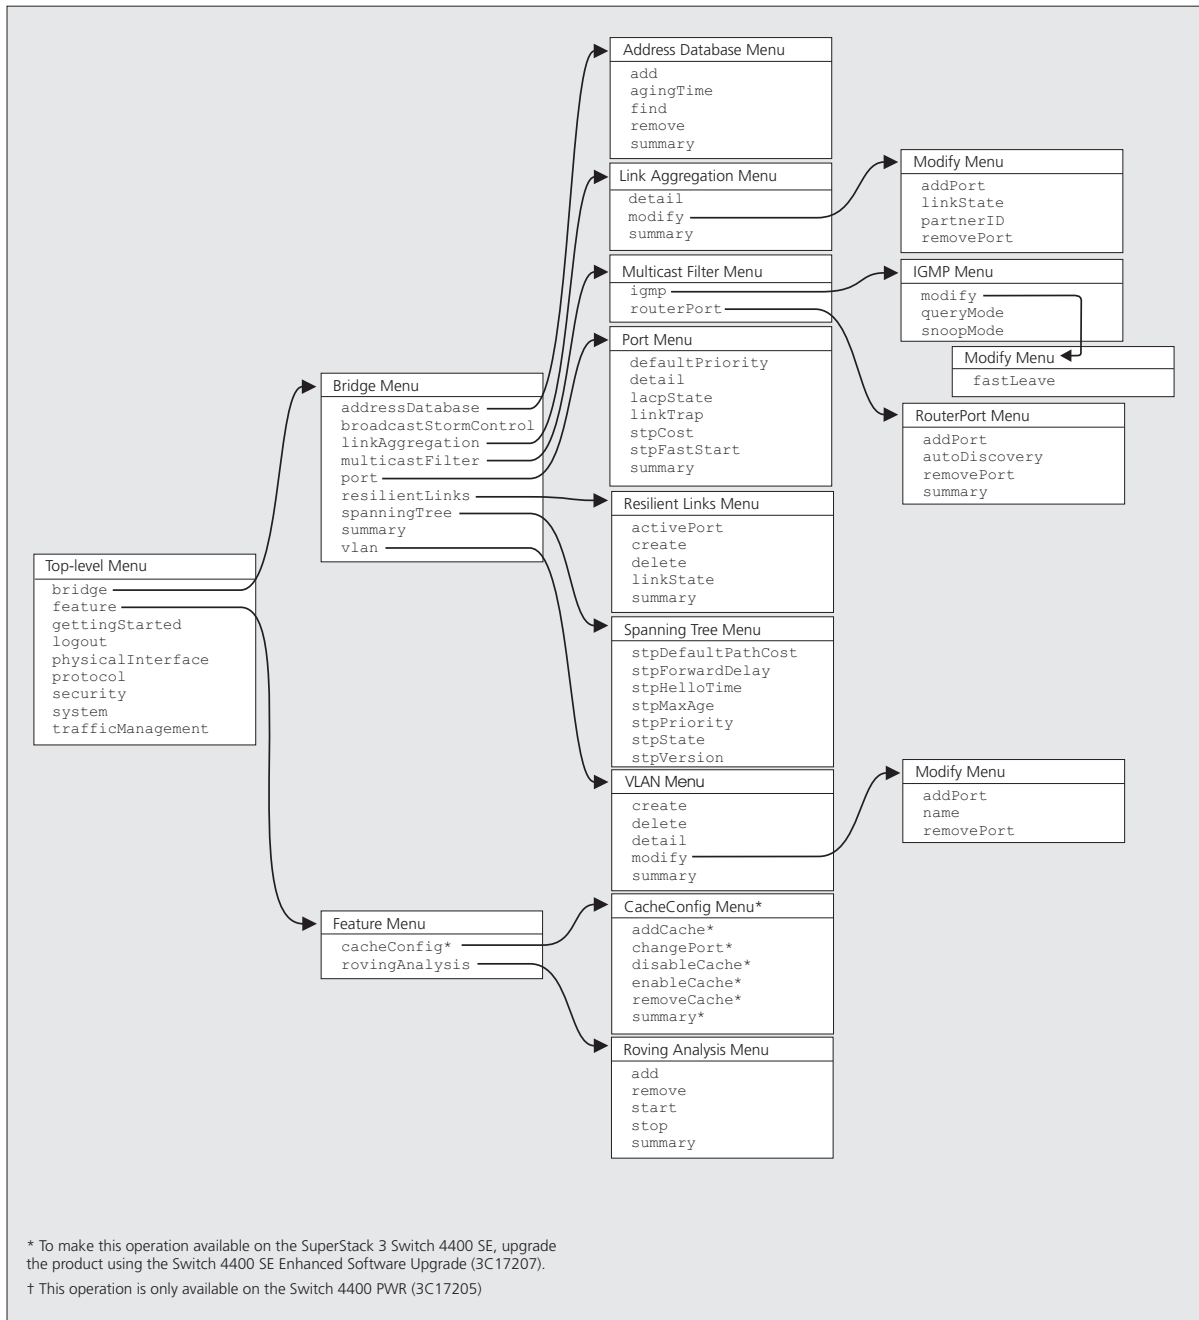 Top-level Menu
bridge
feature
gettingStarted
logout
physicalInterface
protocol
security
system
trafficManagement
Bridge Menu
addressDatabase
broadcastStormControl
linkAggregation
multicastFilter
port
resilientLinks
spanningTree
summary
vlan
Address Database Menu
add
agingTime
find
remove
summary
Link Aggregation Menu
detail
modify
summary
Modify Menu
addPort
linkState
partnerID
removePort
Multicast Filter Menu
igmp
routerPort
IGMP Menu
modify
queryMode
snoopMode
Modify Menu
fastLeave
RouterPort Menu
addPort
autoDiscovery
removePort
summary
Port Menu
defaultPriority
detail
lacpState
linkTrap
stpCost
stpFastStart
summary
Resilient Links Menu
activePort
create
delete
linkState
summary
Spanning Tree Menu
stpDefaultPathCost
stpForwardDelay
stpHelloTime
stpMaxAge
stpPriority
stpState
stpVersion
VLAN Menu
create
delete
detail
modify
summary
Modify Menu
addPort
name
removePort
Feature Menu
cacheConfig*
rovingAnalysis
CacheConfig Menu*
addCache*
changePort*
disableCache*
enableCache*
removeCache*
summary*
Roving Analysis Menu
add
remove
start
stop
summary
* To make this operation available on the SuperStack 3 Switch 4400 SE, upgrade
the product using the Switch 4400 SE Enhanced Software Upgrade (3C17207).
† This operation is only available on the Switch 4400 PWR (3C17205)